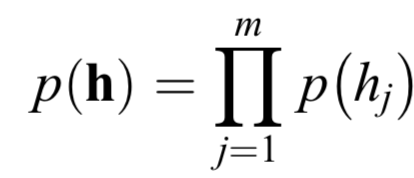 p(𝐡) = ∏_{j=1}^{m} p(h_j)